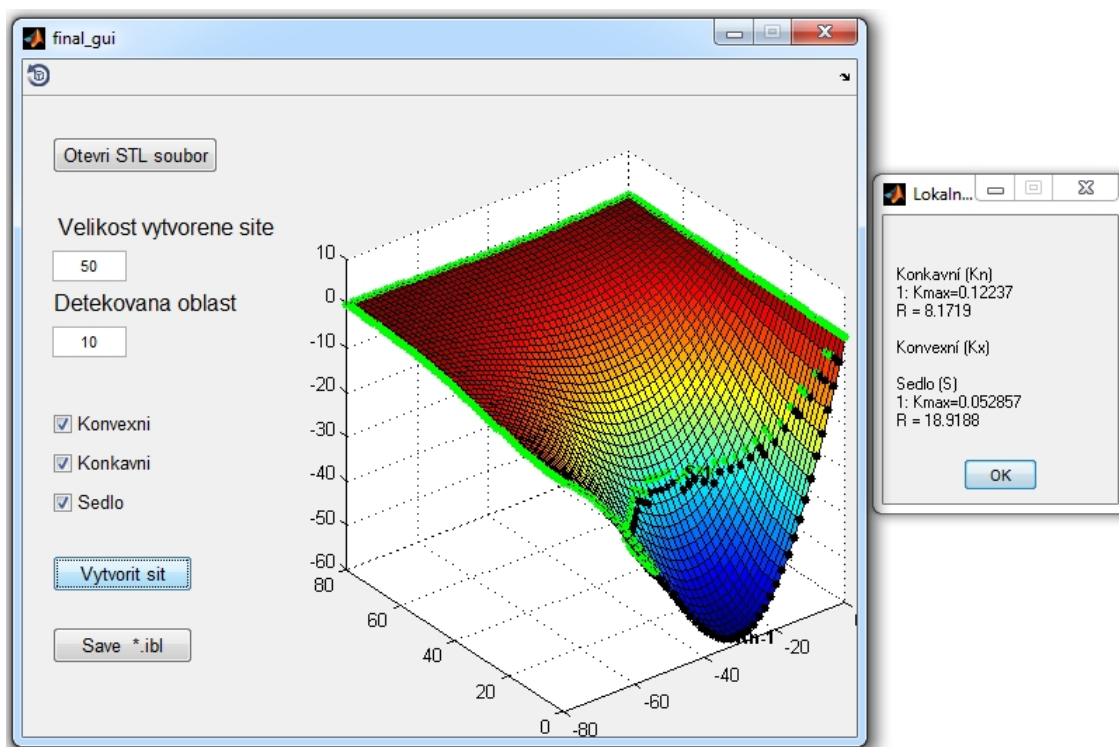 final_gui
Otevri STL soubor
Velikost vytvorene site
50
Detekovana oblast
10
Konvexni
Konkavni
Sedlo
Vytvorit sit
Save *.ibl
10
0
-10
-20
-30
-40
-50
-60
80
60
40
20
0
-80
-60
-40
-20
Kn-1
Lokaln...
Konkavní (Kn)
1: Kmax=0.12237
R = 8.1719
Konvexní (Kx)
Sedlo (S)
1: Kmax=0.052857
R = 18.9188
OK